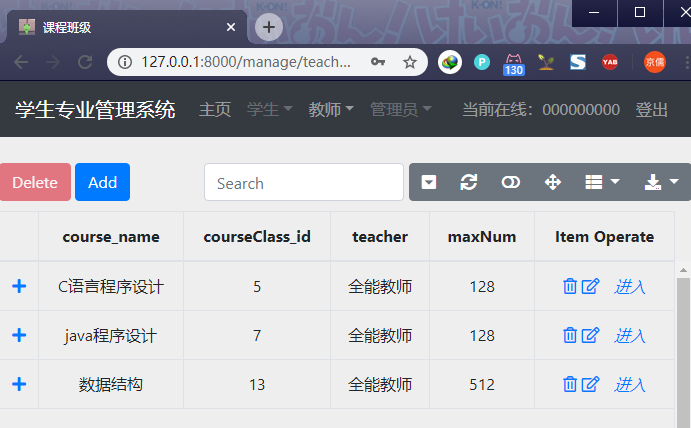 K-ON!
K-ON!
课程班级
127.0.0.1:8000/manage/teach...
P
130
S
YAB
京儒
学生专业管理系统 主页 学生 教师 管理员 当前在线：000000000 登出
Delete Add Search
course_name courseClass_id teacher maxNum Item Operate
C语言程序设计 5 全能教师 128 进入
java程序设计 7 全能教师 128 进入
数据结构 13 全能教师 512 进入